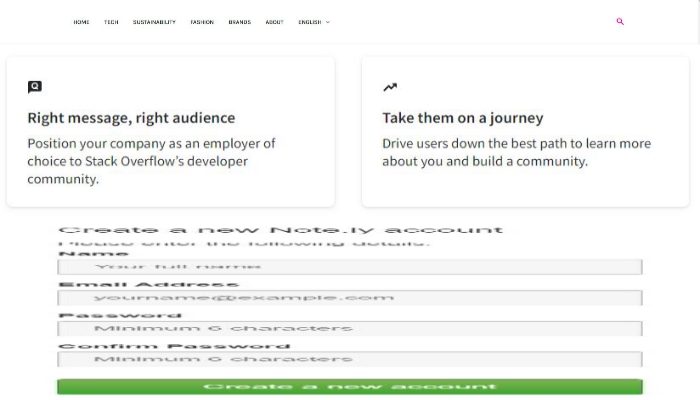 HOME TECH SUSTAINABILITY FASHION BRANDS ABOUT ENGLISH
Right message, right audience
Position your company as an employer of
choice to Stack Overflow's developer
community.
Take them on a journey
Drive users down the best path to learn more
about you and build a community.
Create a new Note.ly account
Please enter the following details.
Name
Your full name
Email Address
yourname@example.com
Password
Minimum 6 characters
Confirm Password
Minimum 6 characters
Create a new account